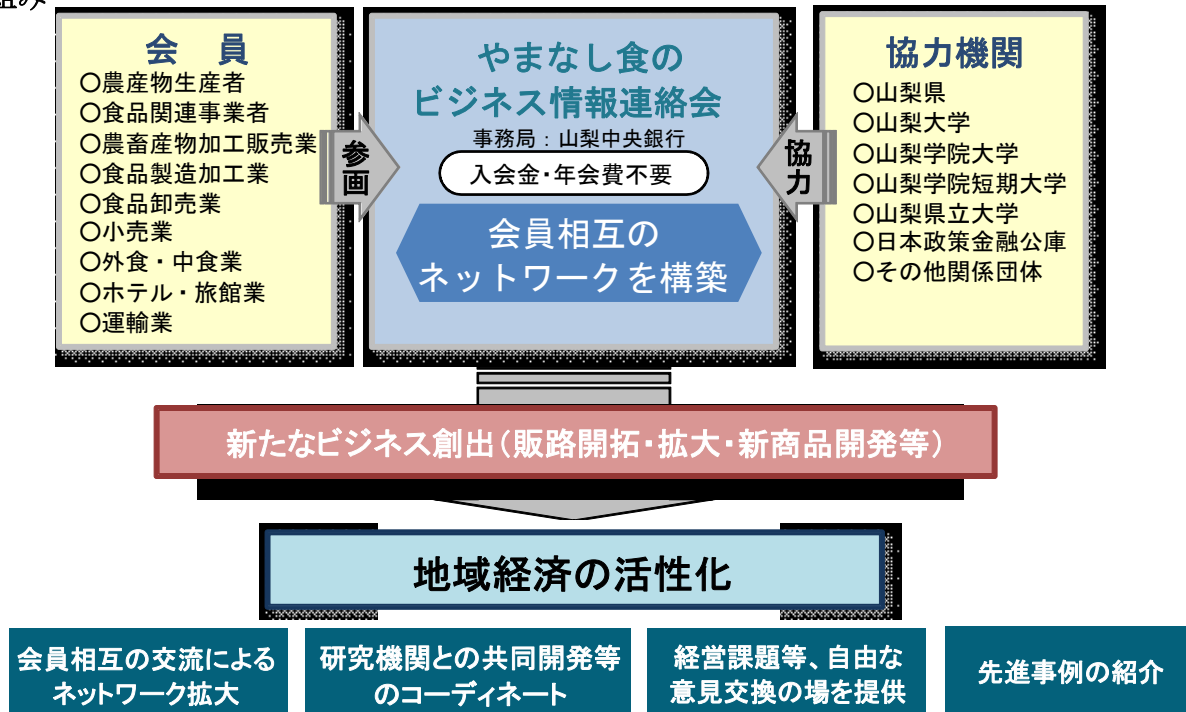 組み
会　員
○農産物生産者
○食品関連事業者
○農畜産物加工販売業
○食品製造加工業
○食品卸売業
○小売業
○外食・中食業
○ホテル・旅館業
○運輸業
参画
やまなし食の
ビジネス情報連絡会
事務局：山梨中央銀行
入会金・年会費不要
会員相互の
ネットワークを構築
協力
協力機関
○山梨県
○山梨大学
○山梨学院大学
○山梨学院短期大学
○山梨県立大学
○日本政策金融公庫
○その他関係団体
新たなビジネス創出（販路開拓・拡大・新商品開発等）
地域経済の活性化
会員相互の交流による
ネットワーク拡大
研究機関との共同開発等
のコーディネート
経営課題等、自由な
意見交換の場を提供
先進事例の紹介